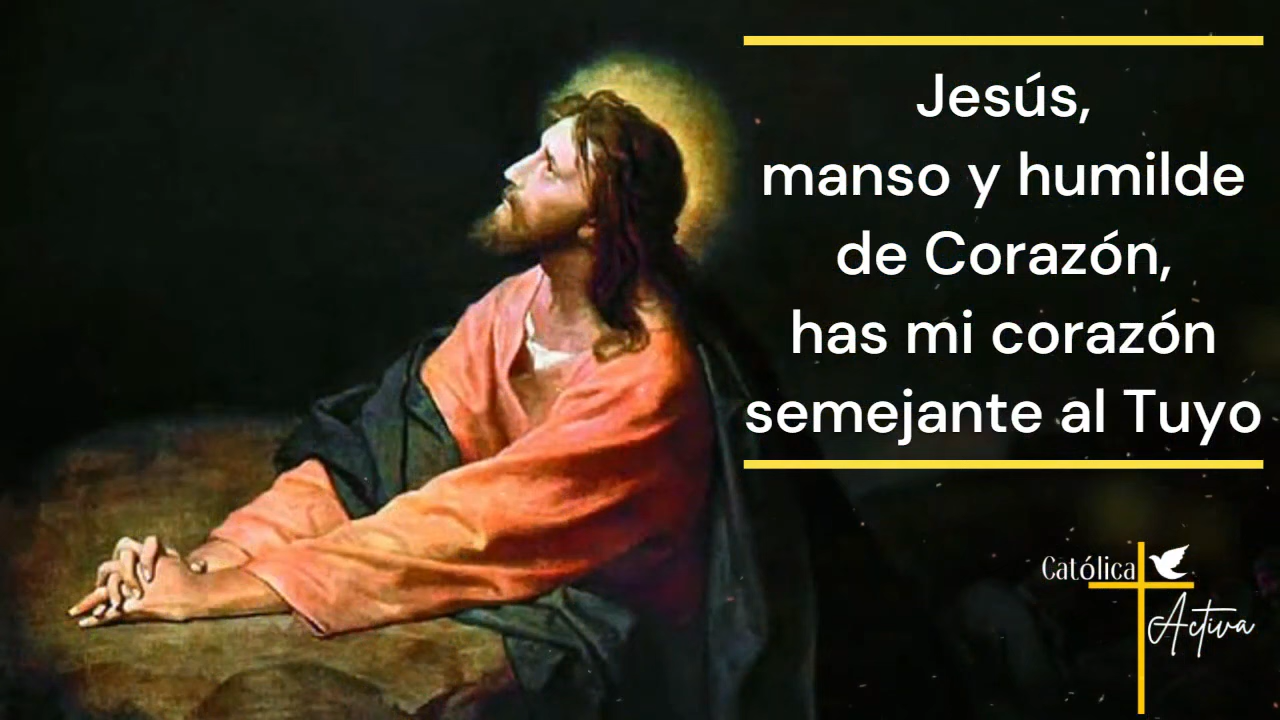 Jesús,
manso y humilde
de Corazón,
has mi corazón
semejante al Tuyo
Católica
Activa